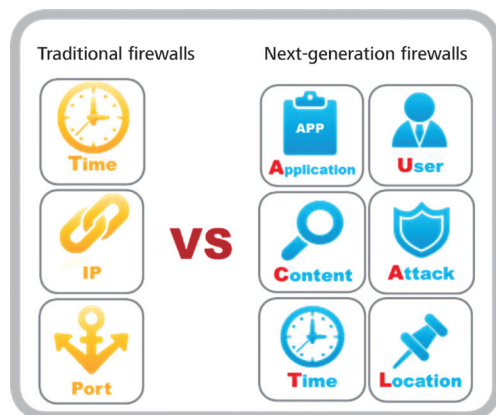 Traditional firewalls
Time
IP
Port
VS
Next-generation firewalls
APP
Application
User
Content
Attack
Time
Location